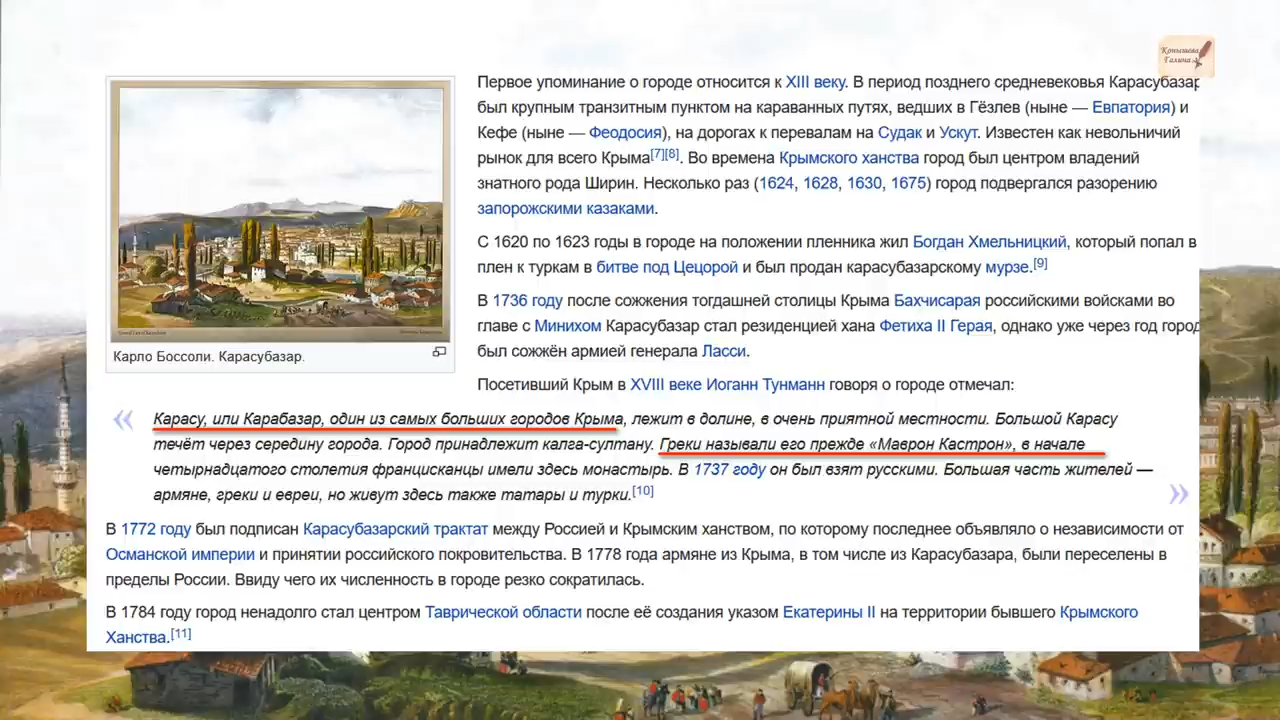 Конышева
Галина
Первое упоминание о городе относится к XIII веку. В период позднего средневековья Карасубазар
был крупным транзитным пунктом на караванных путях, ведших в Гёзлев (ныне — Евпатория) и
Кефе (ныне — Феодосия), на дорогах к перевалам на Судак и Ускут. Известен как невольничий
рынок для всего Крыма[7][8]. Во времена Крымского ханства город был центром владений
знатного рода Ширин. Несколько раз (1624, 1628, 1630, 1675) город подвергался разорению
запорожскими казаками.
С 1620 по 1623 годы в городе на положении пленника жил Богдан Хмельницкий, который попал в
плен к туркам в битве под Цецорой и был продан карасубазарскому мурзе.[9]
В 1736 году после сожжения тогдашней столицы Крыма Бахчисарая российскими войсками во
главе с Минихом Карасубазар стал резиденцией хана Фетиха II Герая, однако уже через год город
был сожжён армией генерала Ласси.
Карло Боссоли. Карасубазар.
Посетивший Крым в XVIII веке Иоганн Тунманн говоря о городе отмечал:
« Карасу, или Карабазар, один из самых больших городов Крыма, лежит в долине, в очень приятной местности. Большой Карасу
течёт через середину города. Город принадлежит калга-султану. Греки называли его прежде «Маврон Кастрон», в начале
четырнадцатого столетия францисканцы имели здесь монастырь. В 1737 году он был взят русскими. Большая часть жителей —
армяне, греки и евреи, но живут здесь также татары и турки.[10] »
В 1772 году был подписан Карасубазарский трактат между Россией и Крымским ханством, по которому последнее объявляло о независимости от
Османской империи и принятии российского покровительства. В 1778 года армяне из Крыма, в том числе из Карасубазара, были переселены в
пределы России. Ввиду чего их численность в городе резко сократилась.
В 1784 году город ненадолго стал центром Таврической области после её создания указом Екатерины II на территории бывшего Крымского
Ханства.[11]